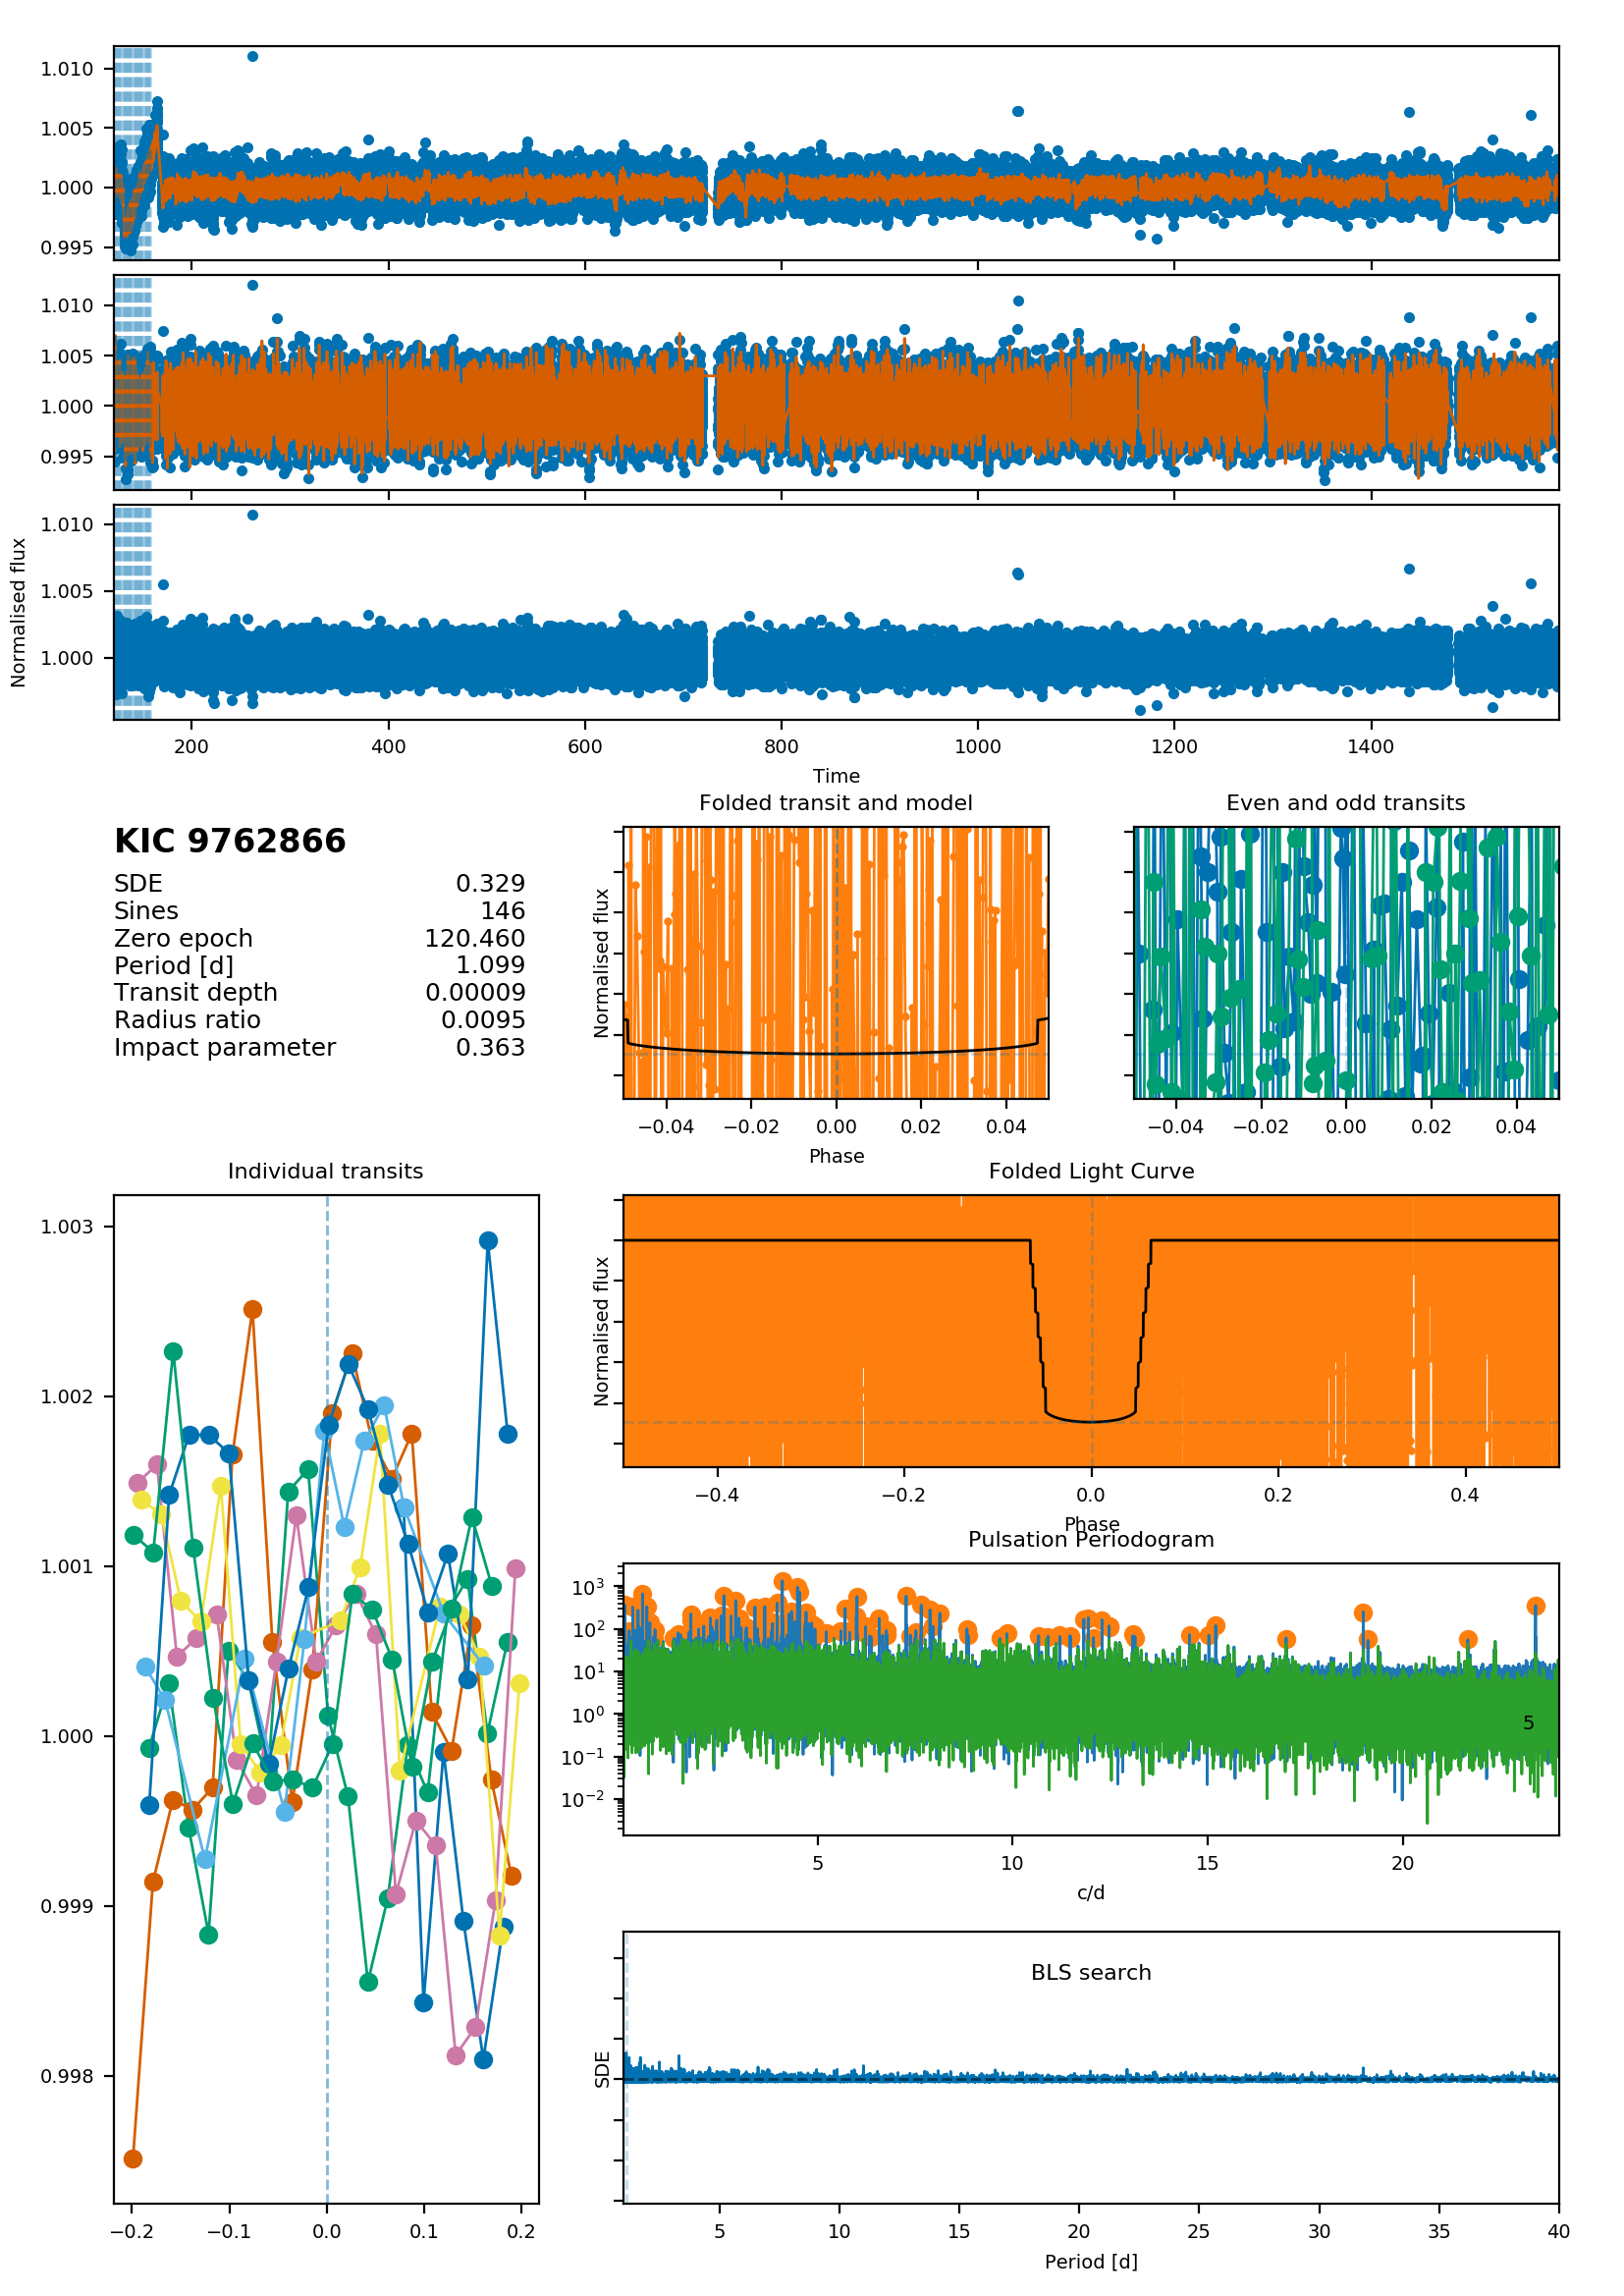 1.010
1.005
1.000
0.995
1.010
1.005
1.000
0.995
1.010
1.005
1.000
Normalised flux
200 400 600 800 1000 1200 1400
Time
KIC 9762866
SDE 0.329
Sines 146
Zero epoch 120.460
Period [d] 1.099
Transit depth 0.00009
Radius ratio 0.0095
Impact parameter 0.363
Folded transit and model
Normalised flux
−0.04 −0.02 0.00 0.02 0.04
Phase
Even and odd transits
−0.04 −0.02 0.00 0.02 0.04
Individual transits
1.003
1.002
1.001
1.000
0.999
0.998
−0.2 −0.1 0.0 0.1 0.2
Folded Light Curve
Normalised flux
−0.4 −0.2 0.0 0.2 0.4
Phase
Pulsation Periodogram
10³
10²
10¹
10⁰
10⁻¹
10⁻²
5
5 10 15 20
c/d
BLS search
SDE
5 10 15 20 25 30 35 40
Period [d]